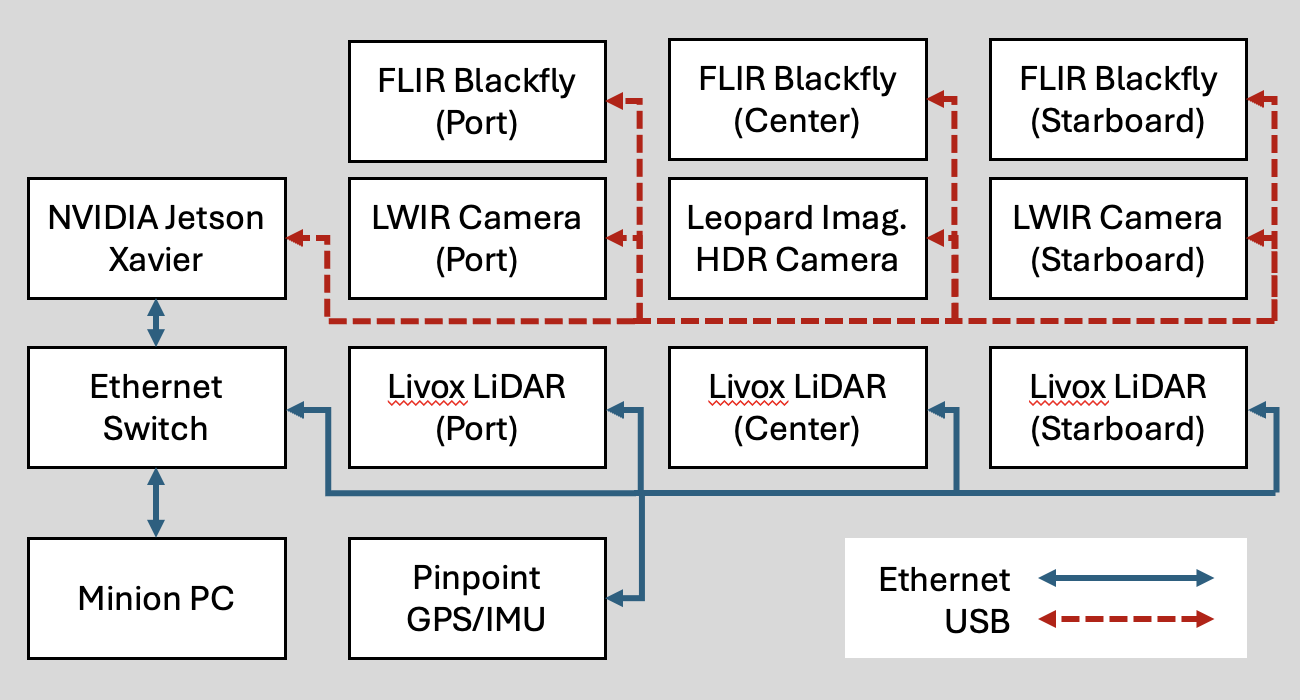 FLIR Blackfly
(Port)
FLIR Blackfly
(Center)
FLIR Blackfly
(Starboard)
NVIDIA Jetson
Xavier
LWIR Camera
(Port)
Leopard Imag.
HDR Camera
LWIR Camera
(Starboard)
Ethernet
Switch
Livox LiDAR
(Port)
Livox LiDAR
(Center)
Livox LiDAR
(Starboard)
Minion PC
Pinpoint
GPS/IMU
Ethernet
USB